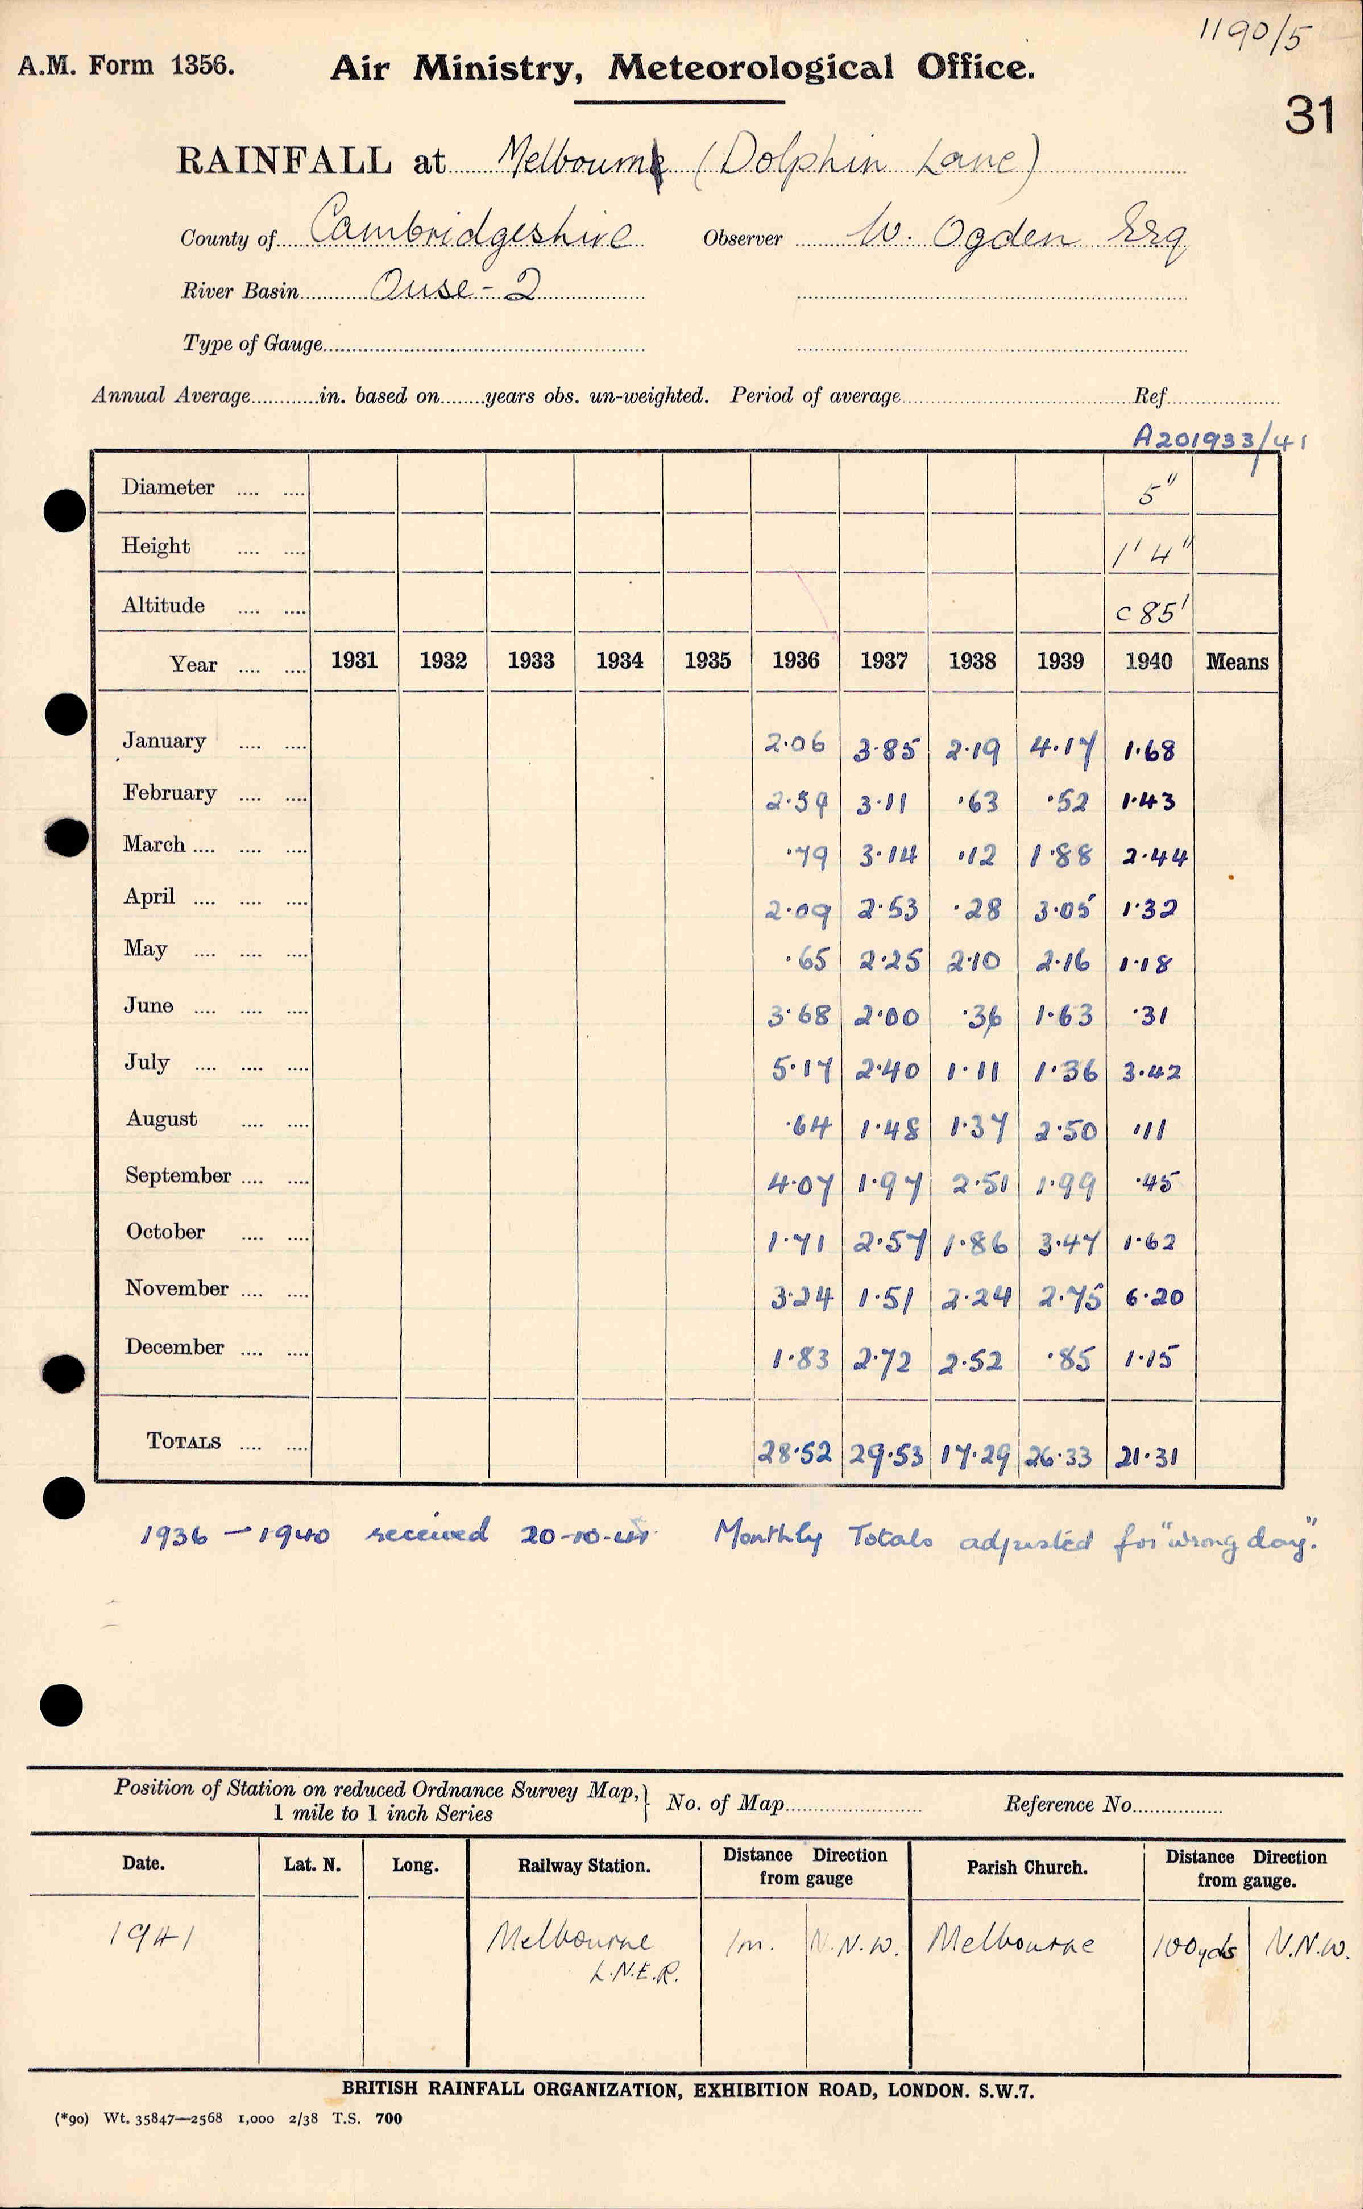 1190/5
A.M. Form 1356. Air Ministry, Meteorological Office.
31
RAINFALL at Melbourn (Dolphin Lane)
County of Cambridgeshire Observer W. Ogden Esq
River Basin Ouse-2
Type of Gauge
Annual Average in. based on years obs. un-weighted. Period of average Ref
A201933/41
Diameter 5"
Height 1' 4"
Altitude c 85'
Year 1931 1932 1933 1934 1935 1936 1937 1938 1939 1940 Means
January 2.06 3.85 2.19 4.17 1.68
February 2.59 3.11 .63 .52 1.43
March .79 3.14 .12 1.88 2.44
April 2.09 2.53 .28 3.05 1.32
May .65 2.25 2.10 2.16 1.18
June 3.68 2.00 .36 1.63 .31
July 5.17 2.40 1.11 1.36 3.42
August .64 1.48 1.37 2.50 .11
September 4.07 1.97 2.51 1.99 .45
October 1.71 2.57 1.86 3.47 1.62
November 3.24 1.51 2.24 2.75 6.20
December 1.83 2.72 2.52 .85 1.15
TOTALS 28.52 29.53 17.29 26.33 21.31
1936 - 1940 received 20-10-41 Monthly Totals adjusted for "wrong day".
Position of Station on reduced Ordnance Survey Map, } No. of Map Reference No.
1 mile to 1 inch Series
Date. Lat. N. Long. Railway Station. Distance from gauge Direction Parish Church. Distance from gauge. Direction
1941 Melbourne 1m. N.N.W. Melbourne 100yds N.N.W.
L.N.E.R.
BRITISH RAINFALL ORGANIZATION, EXHIBITION ROAD, LONDON. S.W.7.
(*90) Wt. 35847—2568 1,000 2/38 T.S. 700